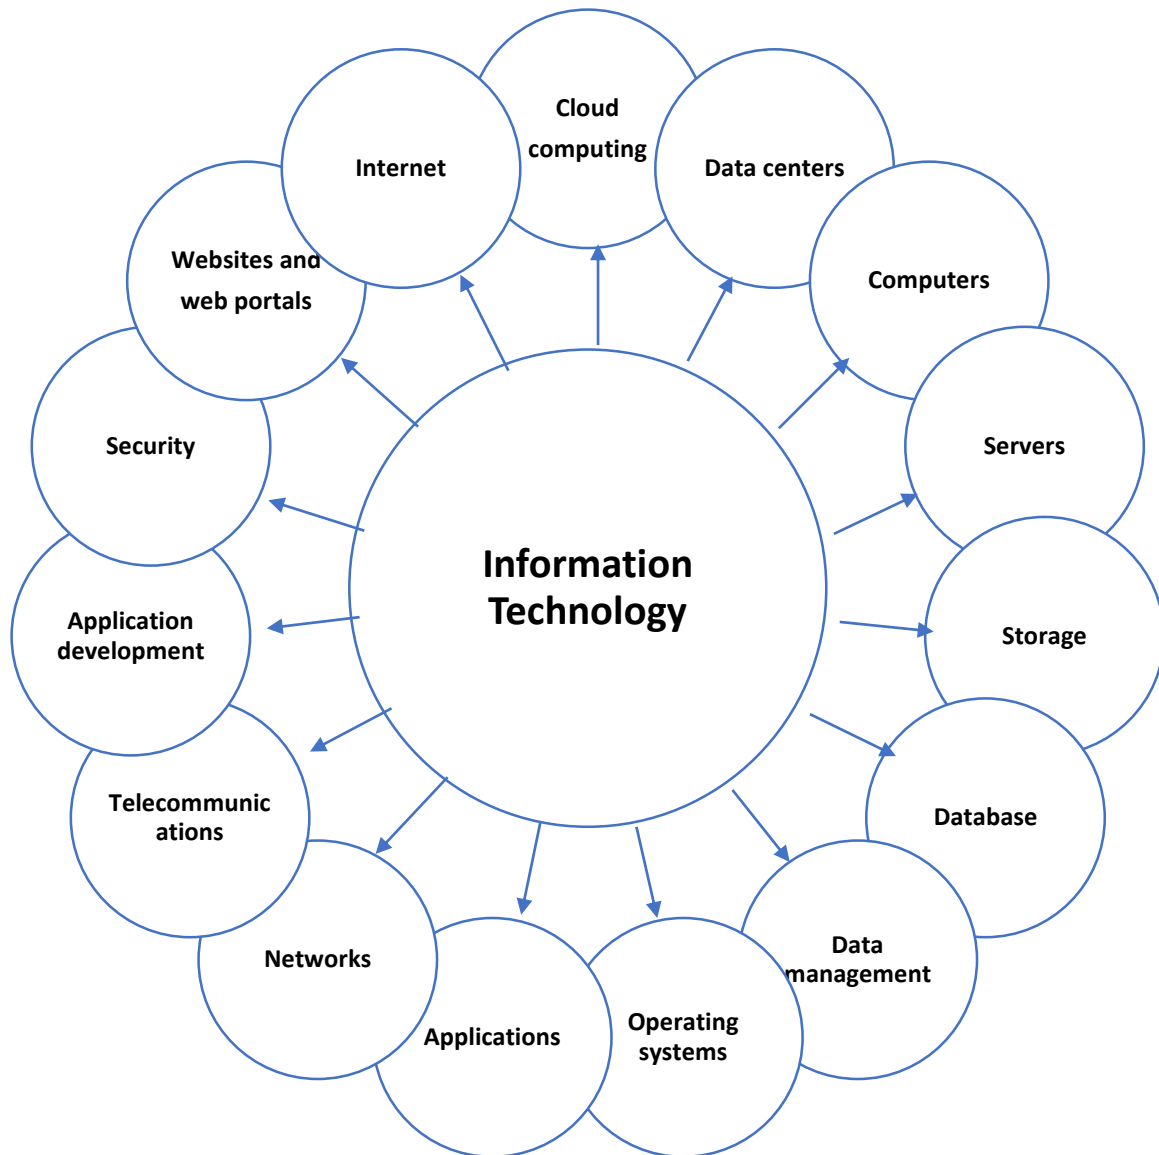 Cloud
computing
Data centers
Computers
Servers
Storage
Database
Data
management
Operating
systems
Applications
Networks
Telecommunic
ations
Application
development
Security
Websites and
web portals
Internet
Information
Technology